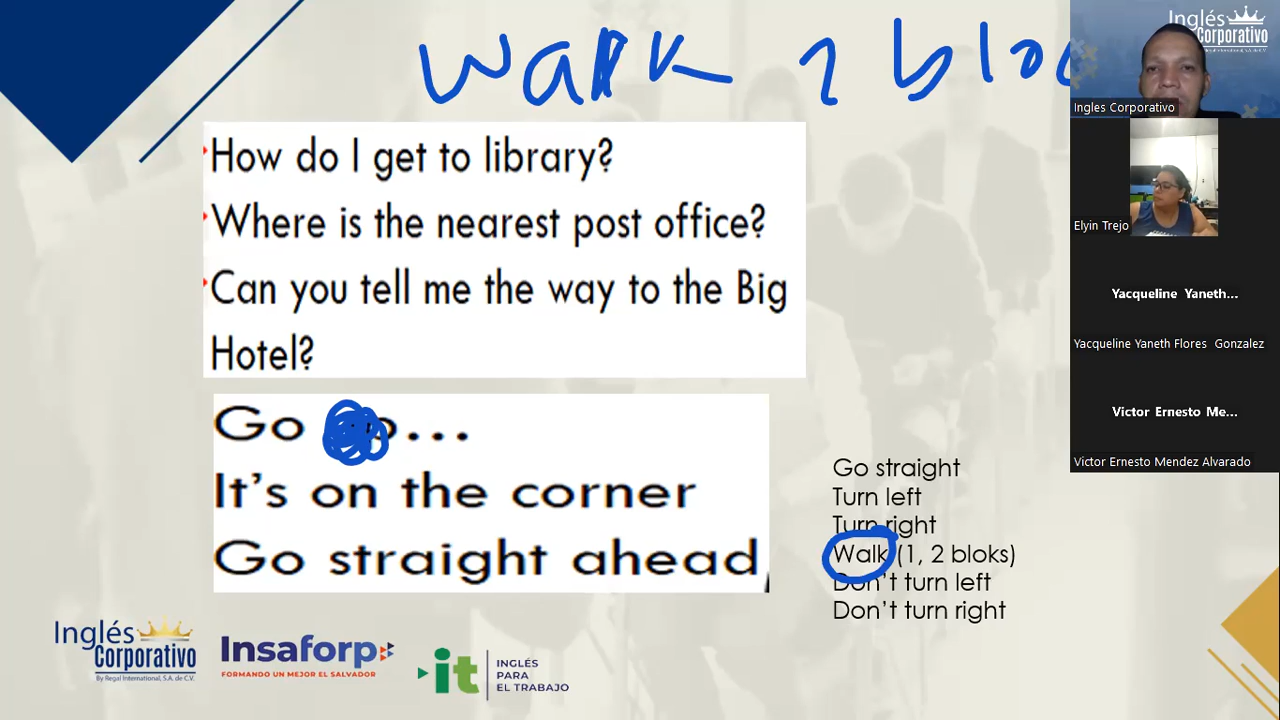 walk 2 blo
How do I get to library?
Where is the nearest post office?
Can you tell me the way to the Big
Hotel?
Go ...
It's on the corner
Go straight ahead,
Go straight
Turn left
Turn right
Walk (1, 2 bloks)
Don't turn left
Don't turn right
Inglés
Corporativo
By Regal International, S.A. de C.V.
Insaforp
FORMANDO UN MEJOR EL SALVADOR
it
INGLÉS
PARA
EL TRABAJO
Inglés
Corporativo
Ingles Corporativo
Elyin Trejo
Yacqueline Yaneth...
Yacqueline Yaneth Flores Gonzalez
Victor Ernesto Me...
Victor Ernesto Mendez Alvarado